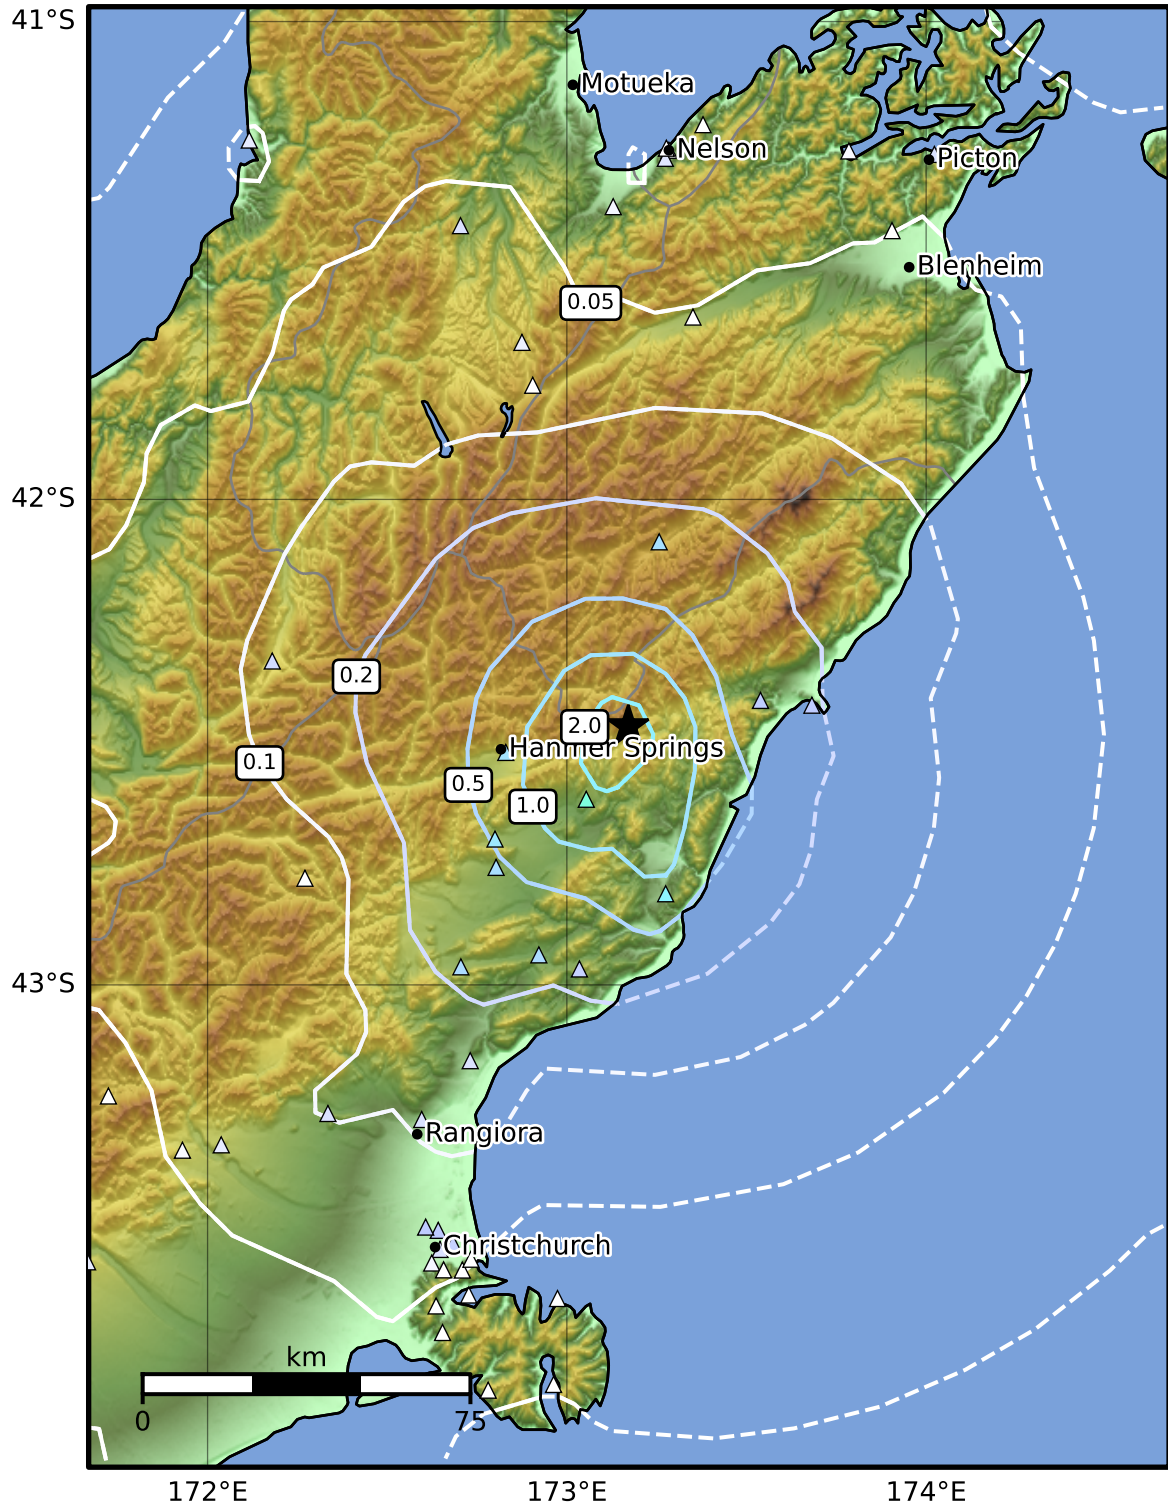 41°S
Motueka
Nelson
Picton
Blenheim
0.05
42°S
0.2
2.0
Hanmer Springs
0.1
0.5
1.0
43°S
Rangiora
Christchurch
km
0
75
172°E
173°E
174°E